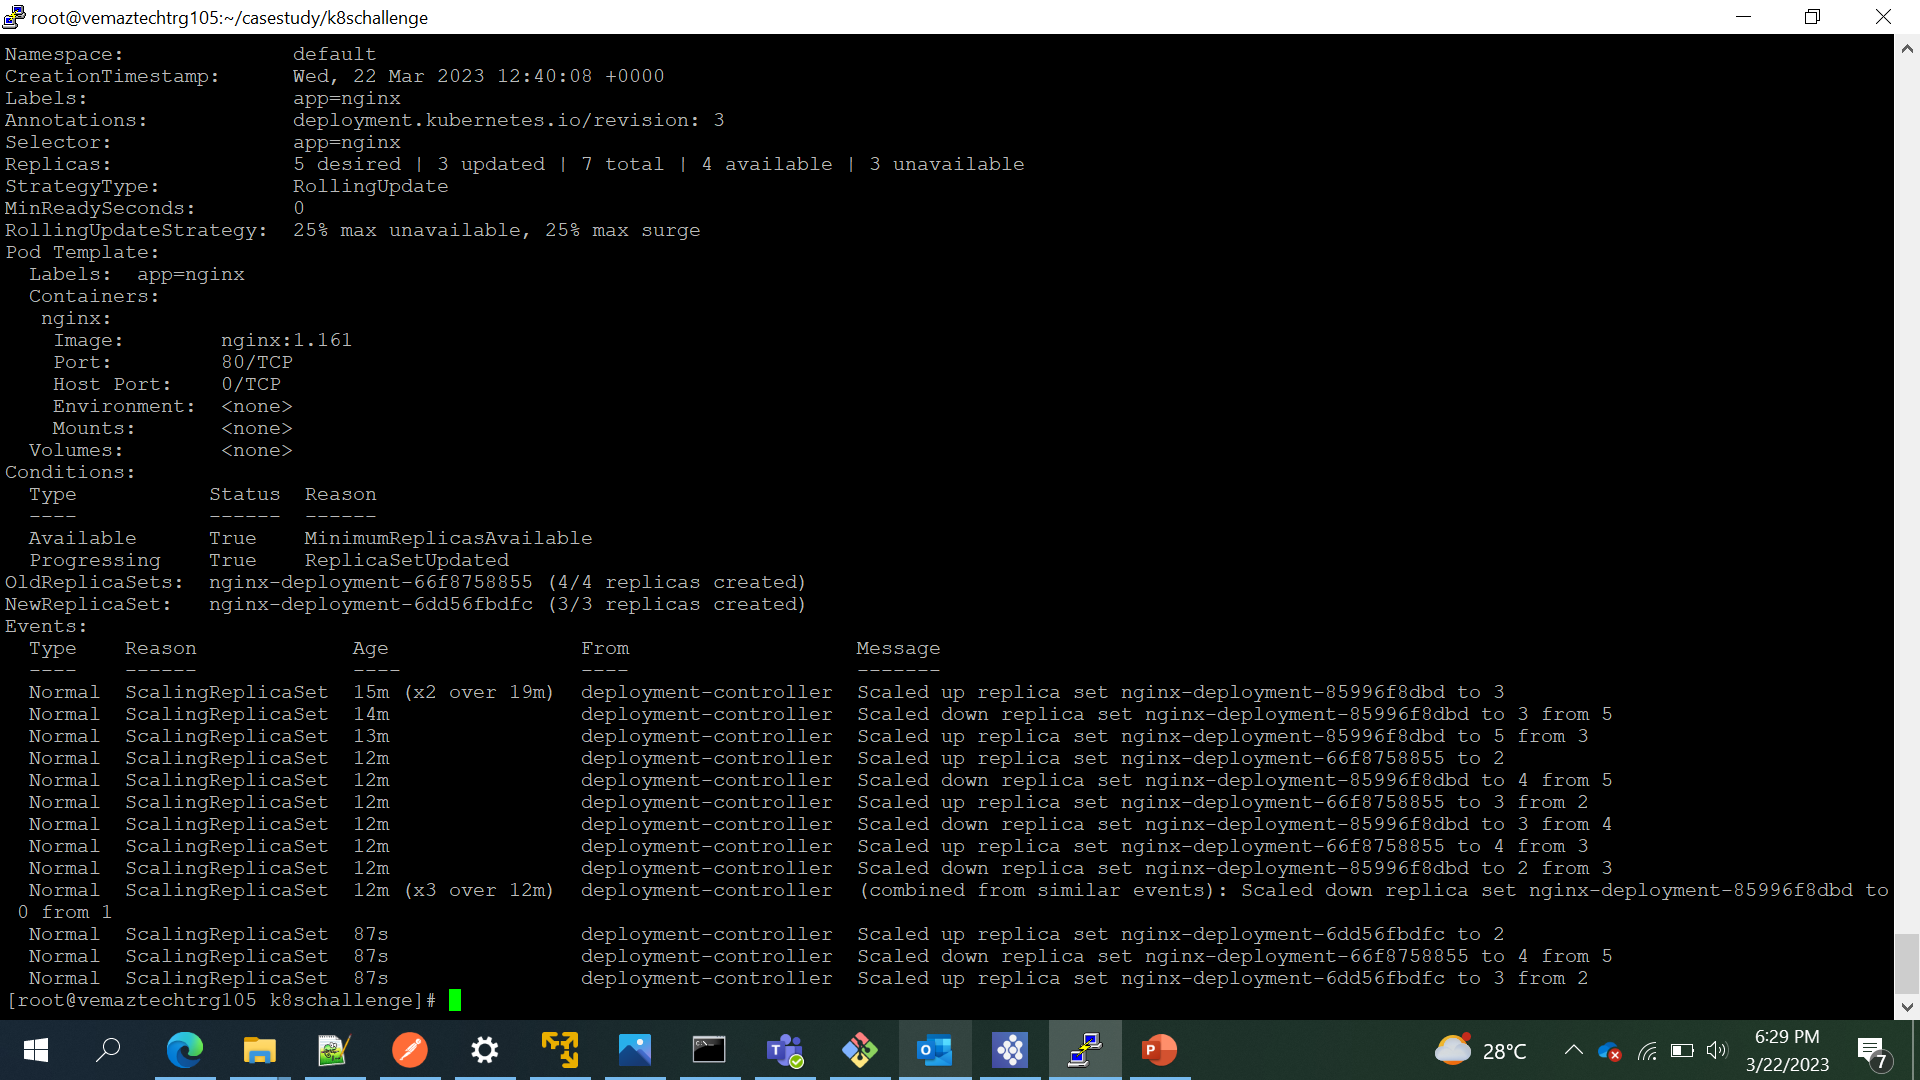 root@vemaztechtrg105:~/casestudy/k8schallenge
Namespace:              default
CreationTimestamp:      Wed, 22 Mar 2023 12:40:08 +0000
Labels:                 app=nginx
Annotations:            deployment.kubernetes.io/revision: 3
Selector:               app=nginx
Replicas:               5 desired | 3 updated | 7 total | 4 available | 3 unavailable
StrategyType:           RollingUpdate
MinReadySeconds:        0
RollingUpdateStrategy:  25% max unavailable, 25% max surge
Pod Template:
  Labels:  app=nginx
  Containers:
   nginx:
    Image:        nginx:1.161
    Port:         80/TCP
    Host Port:    0/TCP
    Environment:  <none>
    Mounts:       <none>
  Volumes:        <none>
Conditions:
  Type           Status  Reason
  ----           ------  ------
  Available      True    MinimumReplicasAvailable
  Progressing    True    ReplicaSetUpdated
OldReplicaSets:  nginx-deployment-66f8758855 (4/4 replicas created)
NewReplicaSet:   nginx-deployment-6dd56fbdfc (3/3 replicas created)
Events:
  Type    Reason             Age                From                   Message
  ----    ------             ----               ----                   -------
  Normal  ScalingReplicaSet  15m (x2 over 19m)  deployment-controller  Scaled up replica set nginx-deployment-85996f8dbd to 3
  Normal  ScalingReplicaSet  14m                deployment-controller  Scaled down replica set nginx-deployment-85996f8dbd to 3 from 5
  Normal  ScalingReplicaSet  13m                deployment-controller  Scaled up replica set nginx-deployment-85996f8dbd to 5 from 3
  Normal  ScalingReplicaSet  12m                deployment-controller  Scaled up replica set nginx-deployment-66f8758855 to 2
  Normal  ScalingReplicaSet  12m                deployment-controller  Scaled down replica set nginx-deployment-85996f8dbd to 4 from 5
  Normal  ScalingReplicaSet  12m                deployment-controller  Scaled up replica set nginx-deployment-66f8758855 to 3 from 2
  Normal  ScalingReplicaSet  12m                deployment-controller  Scaled down replica set nginx-deployment-85996f8dbd to 3 from 4
  Normal  ScalingReplicaSet  12m                deployment-controller  Scaled up replica set nginx-deployment-66f8758855 to 4 from 3
  Normal  ScalingReplicaSet  12m                deployment-controller  Scaled down replica set nginx-deployment-85996f8dbd to 2 from 3
  Normal  ScalingReplicaSet  12m (x3 over 12m)  deployment-controller  (combined from similar events): Scaled down replica set nginx-deployment-85996f8dbd to
 0 from 1
  Normal  ScalingReplicaSet  87s                deployment-controller  Scaled up replica set nginx-deployment-6dd56fbdfc to 2
  Normal  ScalingReplicaSet  87s                deployment-controller  Scaled down replica set nginx-deployment-66f8758855 to 4 from 5
  Normal  ScalingReplicaSet  87s                deployment-controller  Scaled up replica set nginx-deployment-6dd56fbdfc to 3 from 2
[root@vemaztechtrg105 k8schallenge]#
28°C
6:29 PM
3/22/2023
7